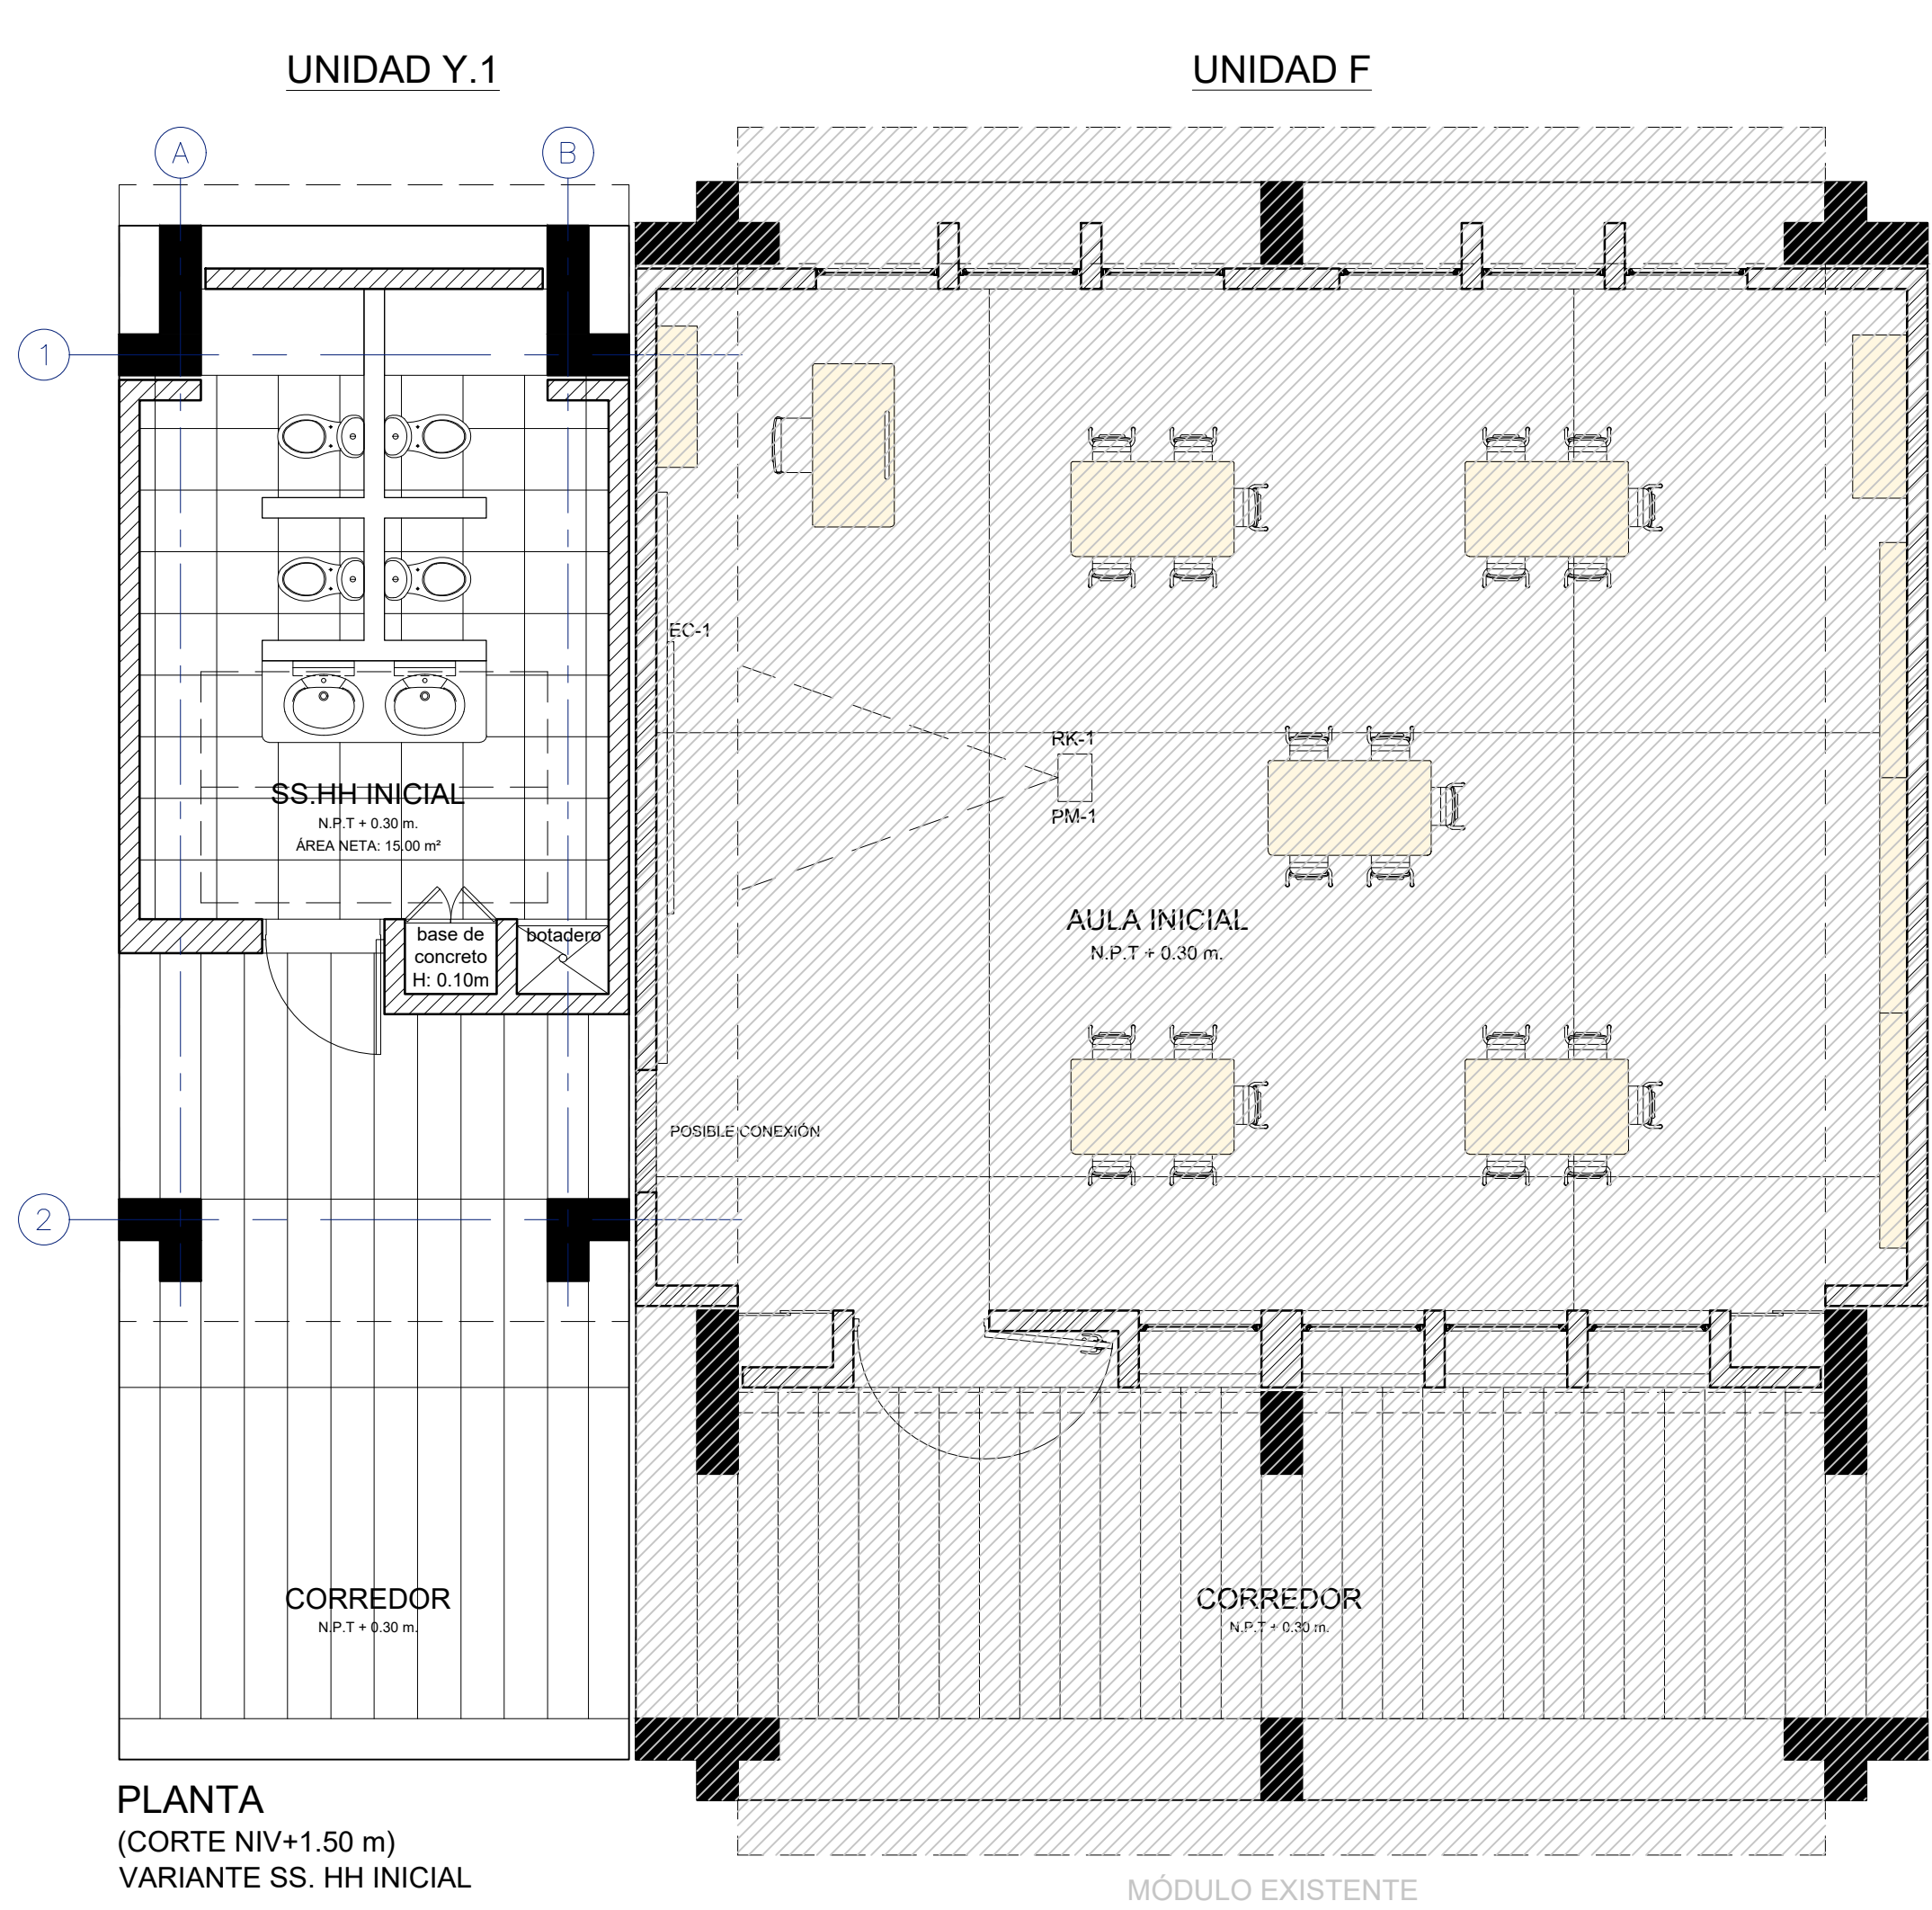 UNIDAD Y.1
UNIDAD F
A
B
1
EC-1
RK-1
PM-1
SS.HH INICIAL
N.P.T + 0.30 m.
ÁREA NETA: 15.00 m²
AULA INICIAL
N.P.T + 0.30 m.
base de
concreto
H: 0.10m
botadero
POSIBLE CONEXIÓN
2
CORREDOR
N.P.T + 0.30 m.
CORREDOR
N.P.T + 0.30 m.
PLANTA
(CORTE NIV+1.50 m)
VARIANTE SS. HH INICIAL
MÓDULO EXISTENTE